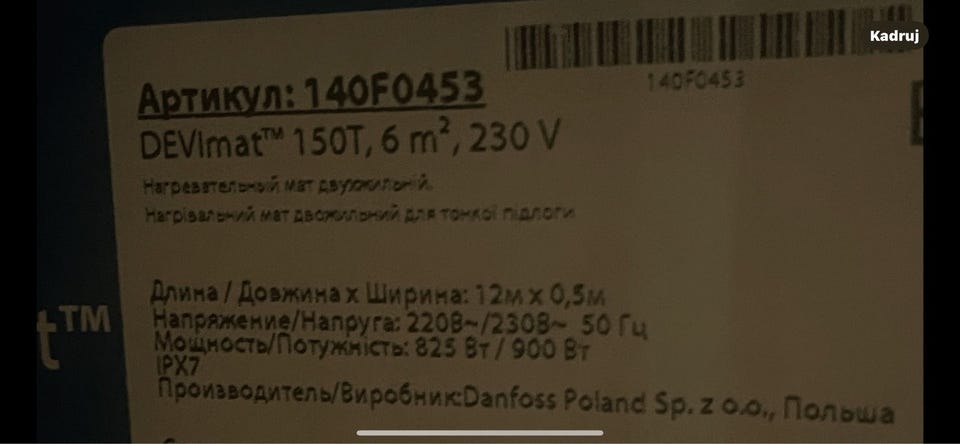 Kadruj
140F0453
Артикул: 140F0453
DEVImat™ 150T, 6 m², 230 V
Нагревательный мат двухжильный.
Нагрівальний мат двожильний для тонкої підлоги
Длина / Довжина x Ширина: 12м x 0,5м
Напряжение/Напруга: 220В~/230В~ 50 Гц
Мощность/Потужність: 825 Вт / 900 Вт
IPX7
Производитель/Виробник:Danfoss Poland Sp. z o.o., Польша
t™